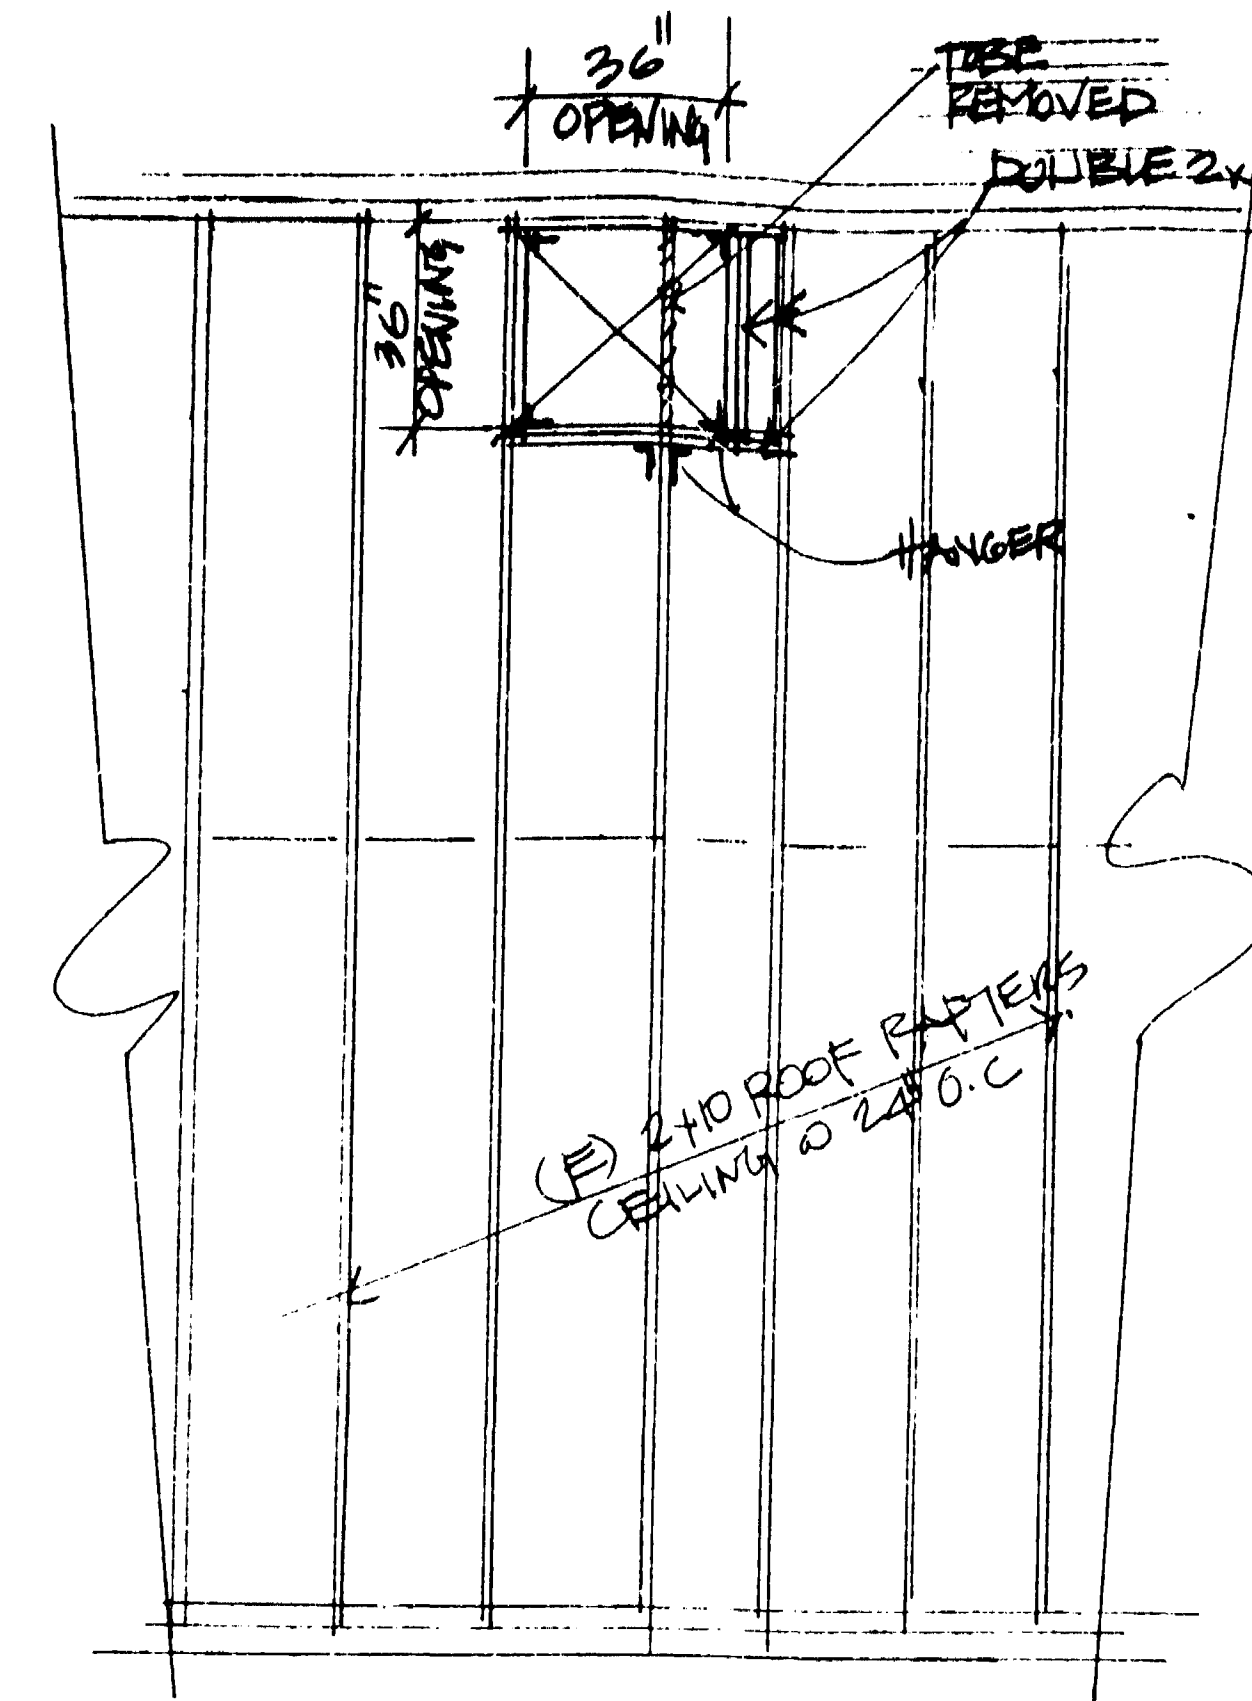 36"
OPENING
TO BE
REMOVED
DOUBLE 2x
36"
OPENING
HANGER
(E) 2x10 ROOF RAFTERS
CEILING @ 24" O.C